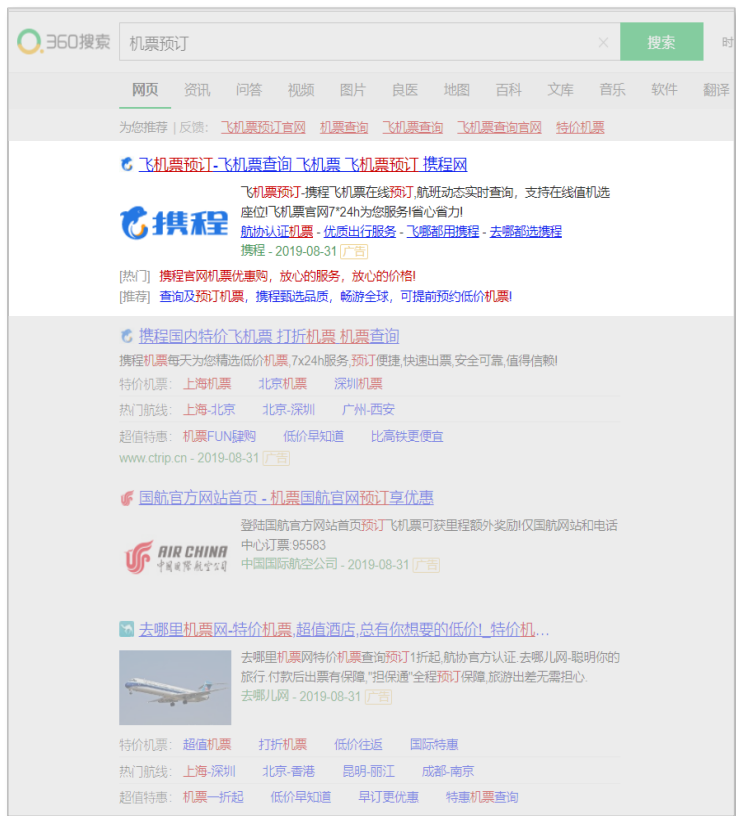 360搜索 机票预订 × 搜索 时
网页 资讯 问答 视频 图片 良医 地图 百科 文库 音乐 软件 翻译
为您推荐 | 反馈: 飞机票预订官网 机票查询 飞机票查询 飞机票查询官网 特价机票
飞机票预订-飞机票查询 飞机票 飞机票预订 携程网
携程
飞机票预订-携程飞机票在线预订,航班动态实时查询，支持在线值机选
座位!飞机票官网7*24h为您服务!省心省力!
航协认证机票 - 优质出行服务 - 飞哪都用携程 - 去哪都选携程
携程 - 2019-08-31 广告
[热门] 携程官网机票优惠购，放心的服务，放心的价格!
[推荐] 查询及预订机票，携程甄选品质，畅游全球，可提前预约低价机票!
携程国内特价飞机票 打折机票 机票查询
携程机票每天为您精选低价机票,7x24h服务,预订便捷,快速出票,安全可靠,值得信赖!
特价机票: 上海机票 北京机票 深圳机票
热门航线: 上海-北京 北京-深圳 广州-西安
超值特惠: 机票FUN肆购 低价早知道 比高铁更便宜
www.ctrip.cn - 2019-08-31 广告
国航官方网站首页 - 机票国航官网预订享优惠
AIR CHINA
中国国际航空公司
登陆国航官方网站首页预订飞机票可获里程额外奖励!仅国航网站和电话
中心订票:95583
中国国际航空公司 - 2019-08-31 广告
去哪里机票网-特价机票,超值酒店,总有你想要的低价!_特价机...
去哪里机票网特价机票查询预订1折起,航协官方认证.去哪儿网-聪明你的
旅行.付款后出票有保障,"担保通"全程预订保障,旅游出差无需担心.
去哪儿网 - 2019-08-31 广告
特价机票: 超值机票 打折机票 低价往返 国际特惠
热门航线: 上海-深圳 北京-香港 昆明-丽江 成都-南京
超值特惠: 机票一折起 低价早知道 早订更优惠 特惠机票查询